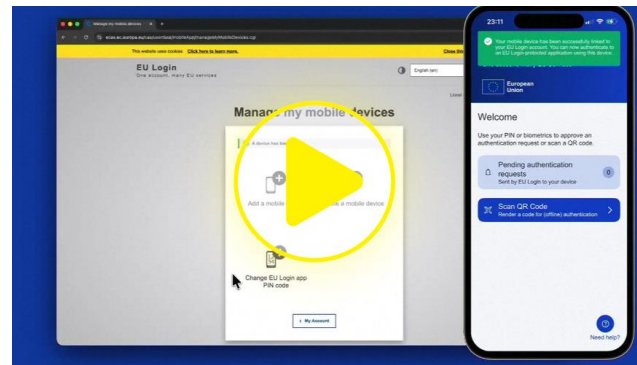 Manage my mobile devices
This website uses cookies. Click here to learn more.
EU Login
One account, many EU services
English (en)
Manage my mobile devices
A device has bee
Add a mobile
a mobile device
Change EU Login app
PIN code
My Account
23:11
Your mobile device has been successfully linked to
your EU Login account. You can now authenticate to
an EU Login-protected application using this device.
European
Union
Welcome
Use your PIN or biometrics to approve an
authentication request or scan a QR code.
Pending authentication
requests
0
Sent by EU Login to your device
Scan QR Code
Render a code for (offline) authentication
Need help?